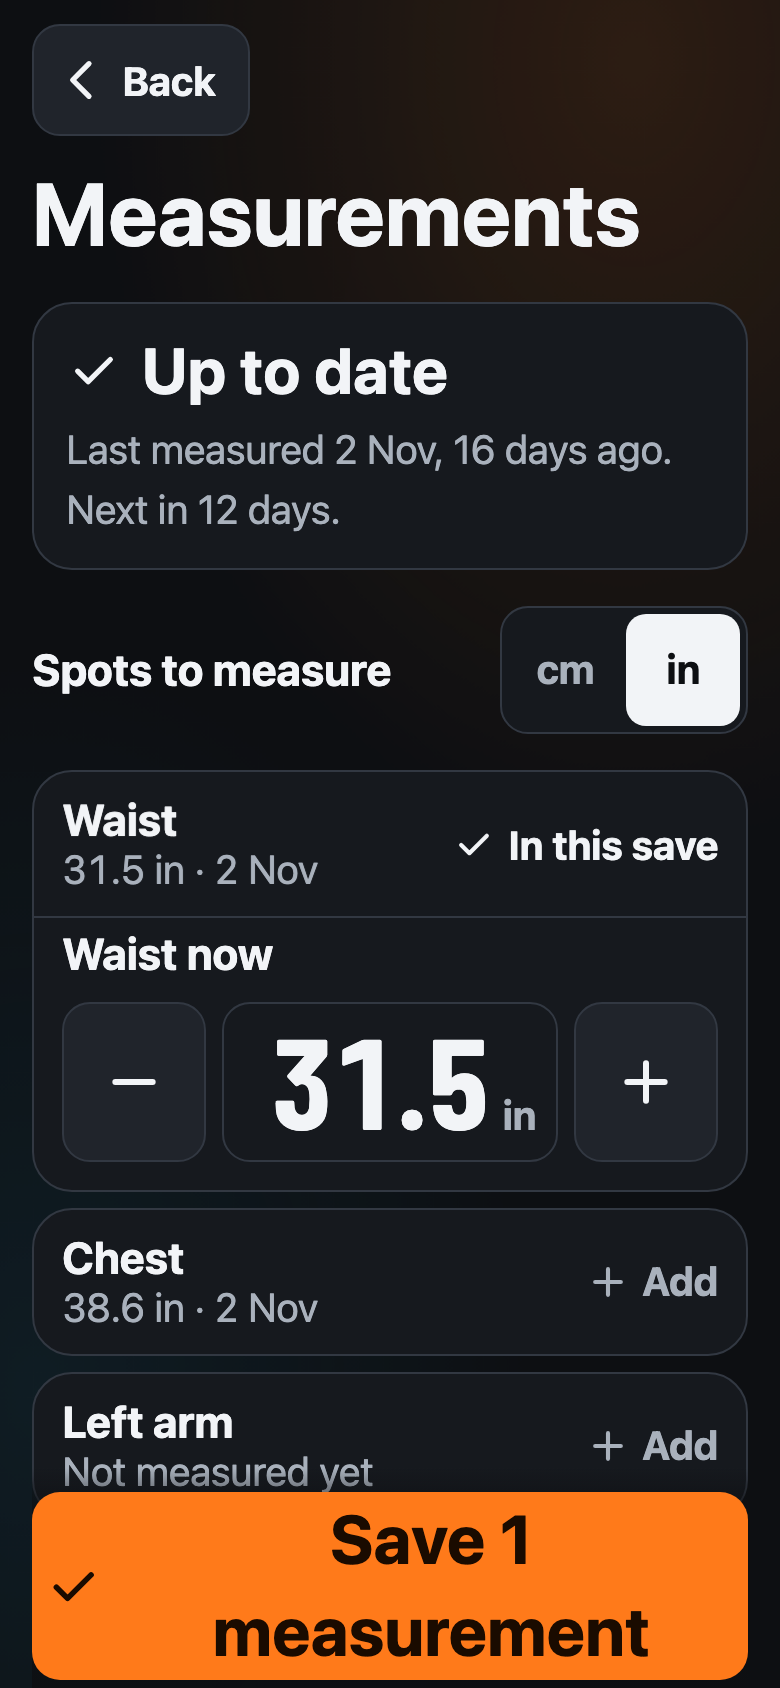 Back
Measurements
Up to date
Last measured 2 Nov, 16 days ago.
Next in 12 days.
Spots to measure
cm
in
Waist
31.5 in · 2 Nov
In this save
Waist now
31.5 in
Chest
38.6 in · 2 Nov
Add
Left arm
Not measured yet
Add
Save 1
measurement